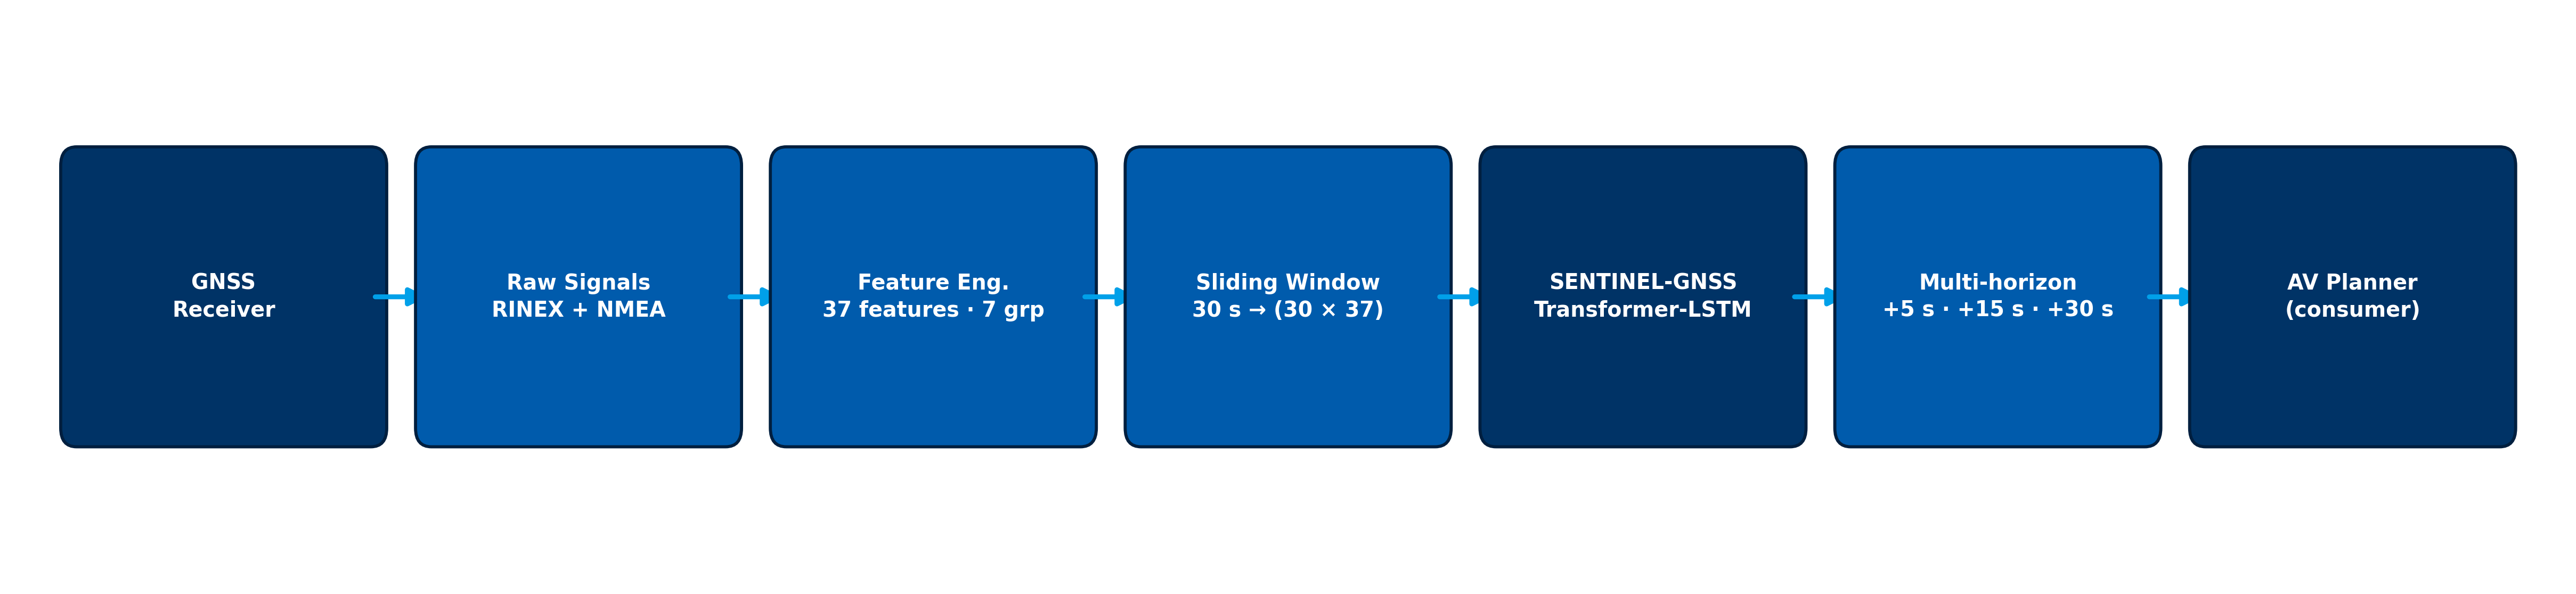 GNSS
Receiver
Raw Signals
RINEX + NMEA
Feature Eng.
37 features · 7 grp
Sliding Window
30 s → (30 × 37)
SENTINEL-GNSS
Transformer-LSTM
Multi-horizon
+5 s · +15 s · +30 s
AV Planner
(consumer)